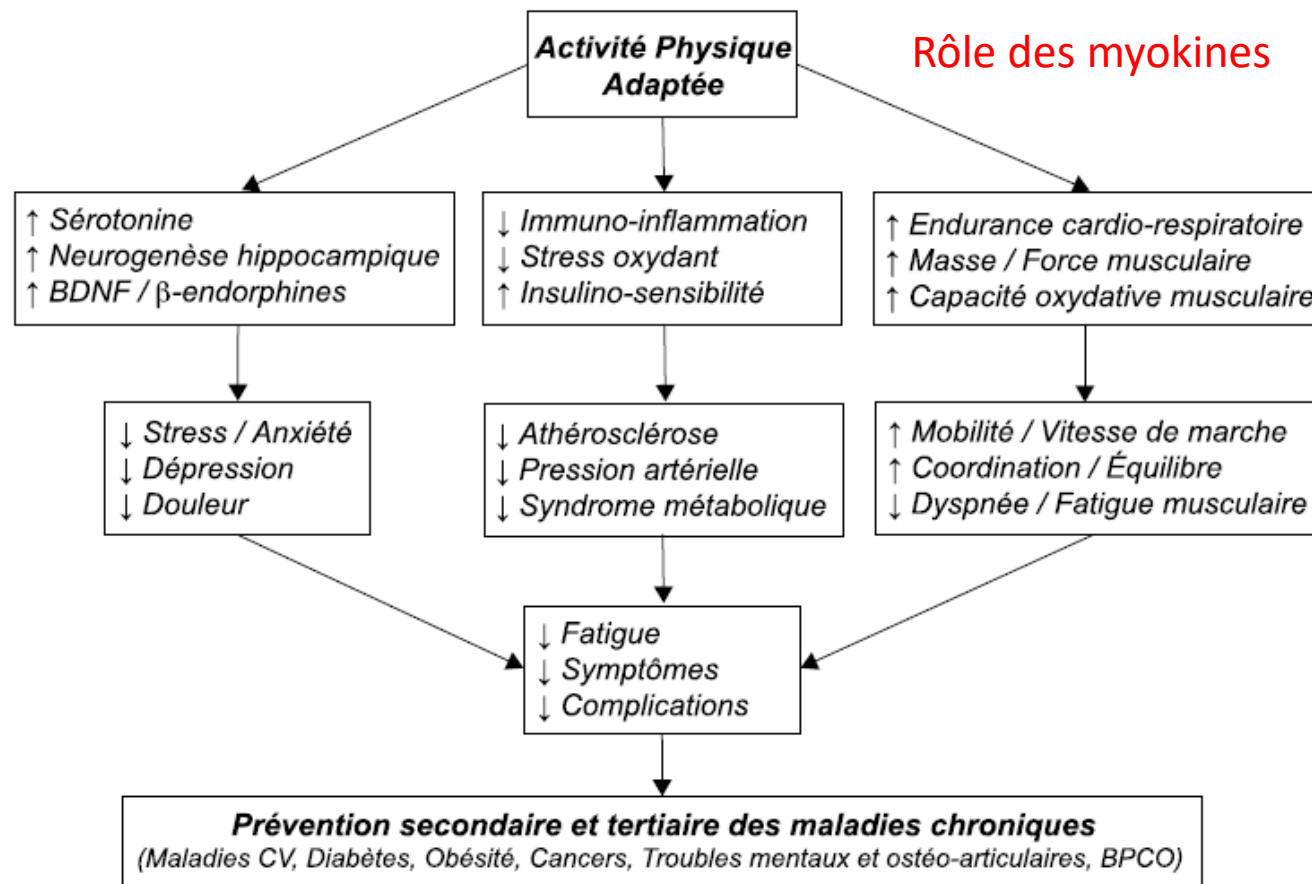 Activité Physique
Adaptée
Rôle des myokines
↑ Sérotonine
↑ Neurogenèse hippocampique
↑ BDNF / β-endorphines
↓ Immuno-inflammation
↓ Stress oxydant
↑ Insulino-sensibilité
↑ Endurance cardio-respiratoire
↑ Masse / Force musculaire
↑ Capacité oxydative musculaire
↓ Stress / Anxiété
↓ Dépression
↓ Douleur
↓ Athérosclérose
↓ Pression artérielle
↓ Syndrome métabolique
↑ Mobilité / Vitesse de marche
↑ Coordination / Équilibre
↓ Dyspnée / Fatigue musculaire
↓ Fatigue
↓ Symptômes
↓ Complications
Prévention secondaire et tertiaire des maladies chroniques
(Maladies CV, Diabètes, Obésité, Cancers, Troubles mentaux et ostéo-articulaires, BPCO)